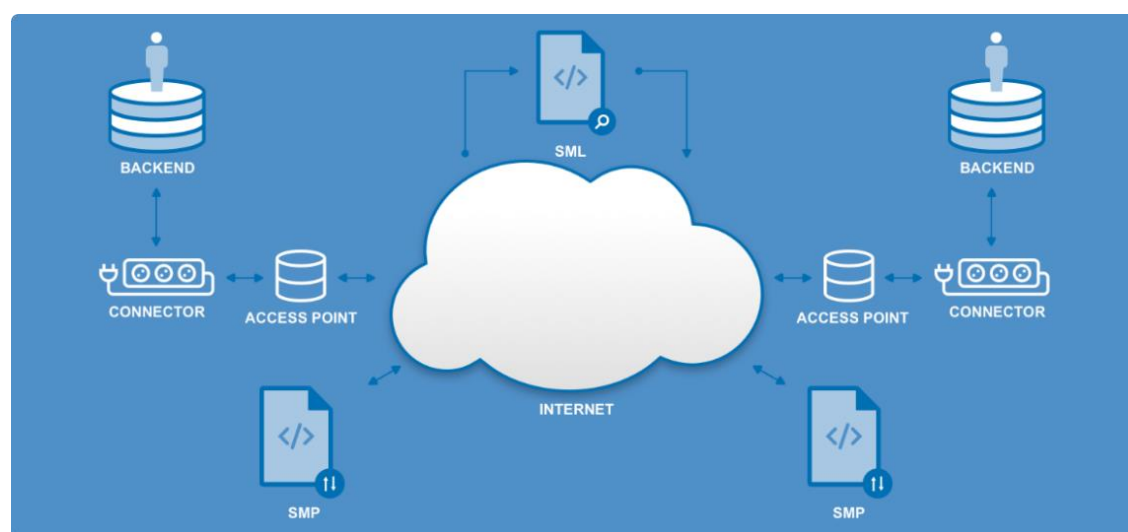 SML
BACKEND
BACKEND
CONNECTOR
ACCESS POINT
ACCESS POINT
CONNECTOR
INTERNET
</>
SMP
</>
SMP
</>